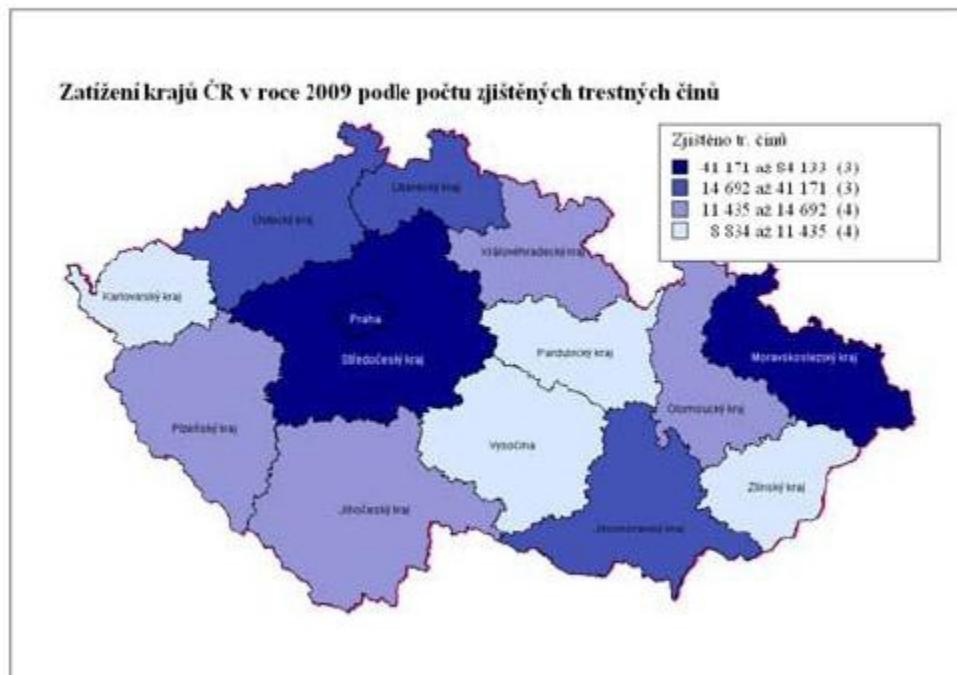 Zatížení krajů ČR v roce 2009 podle počtu zjištěných trestných činů
Zjištěno tr. činů
41 171 až 84 133 (3)
14 692 až 41 171 (3)
11 435 až 14 692 (4)
8 834 až 11 435 (4)
Liberecký kraj
Ústecký kraj
Královéhradecký kraj
Karlovarský kraj
Praha
Středočeský kraj
Pardubický kraj
Moravskoslezský kraj
Olomoucký kraj
Plzeňský kraj
Vysočina
Zlínský kraj
Jihočeský kraj
Jihomoravský kraj